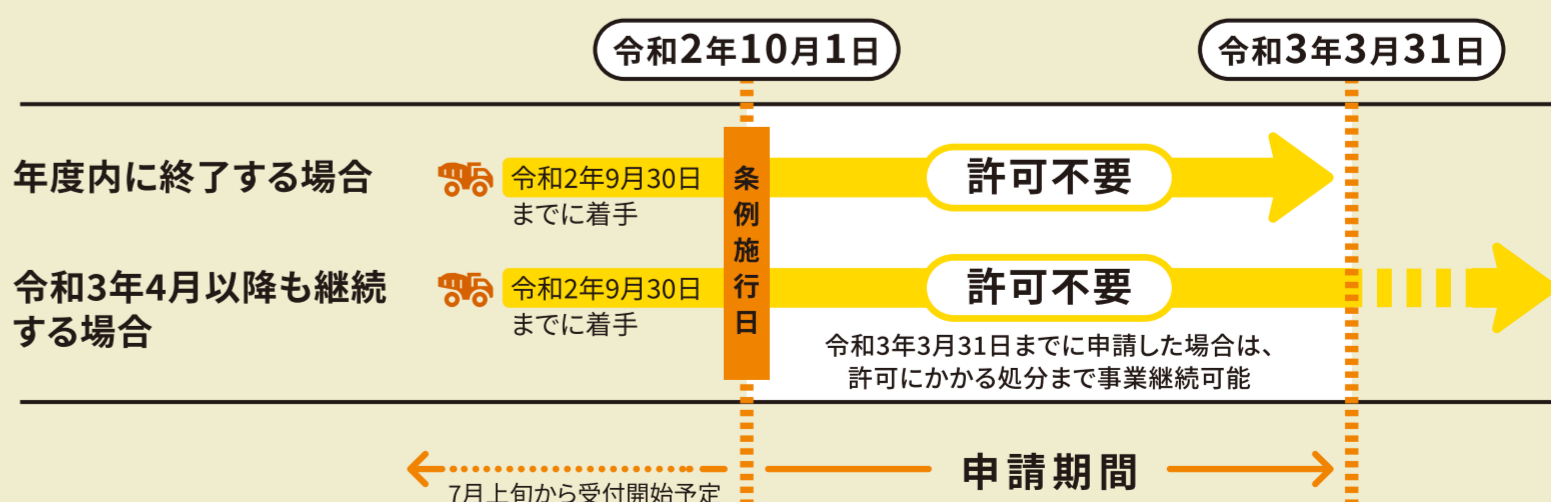 令和2年10月1日
令和3年3月31日
年度内に終了する場合
令和2年9月30日
までに着手
条例施行日
許可不要
令和3年4月以降も継続
する場合
令和2年9月30日
までに着手
許可不要
令和3年3月31日までに申請した場合は、
許可にかかる処分まで事業継続可能
申請期間
7月上旬から受付開始予定